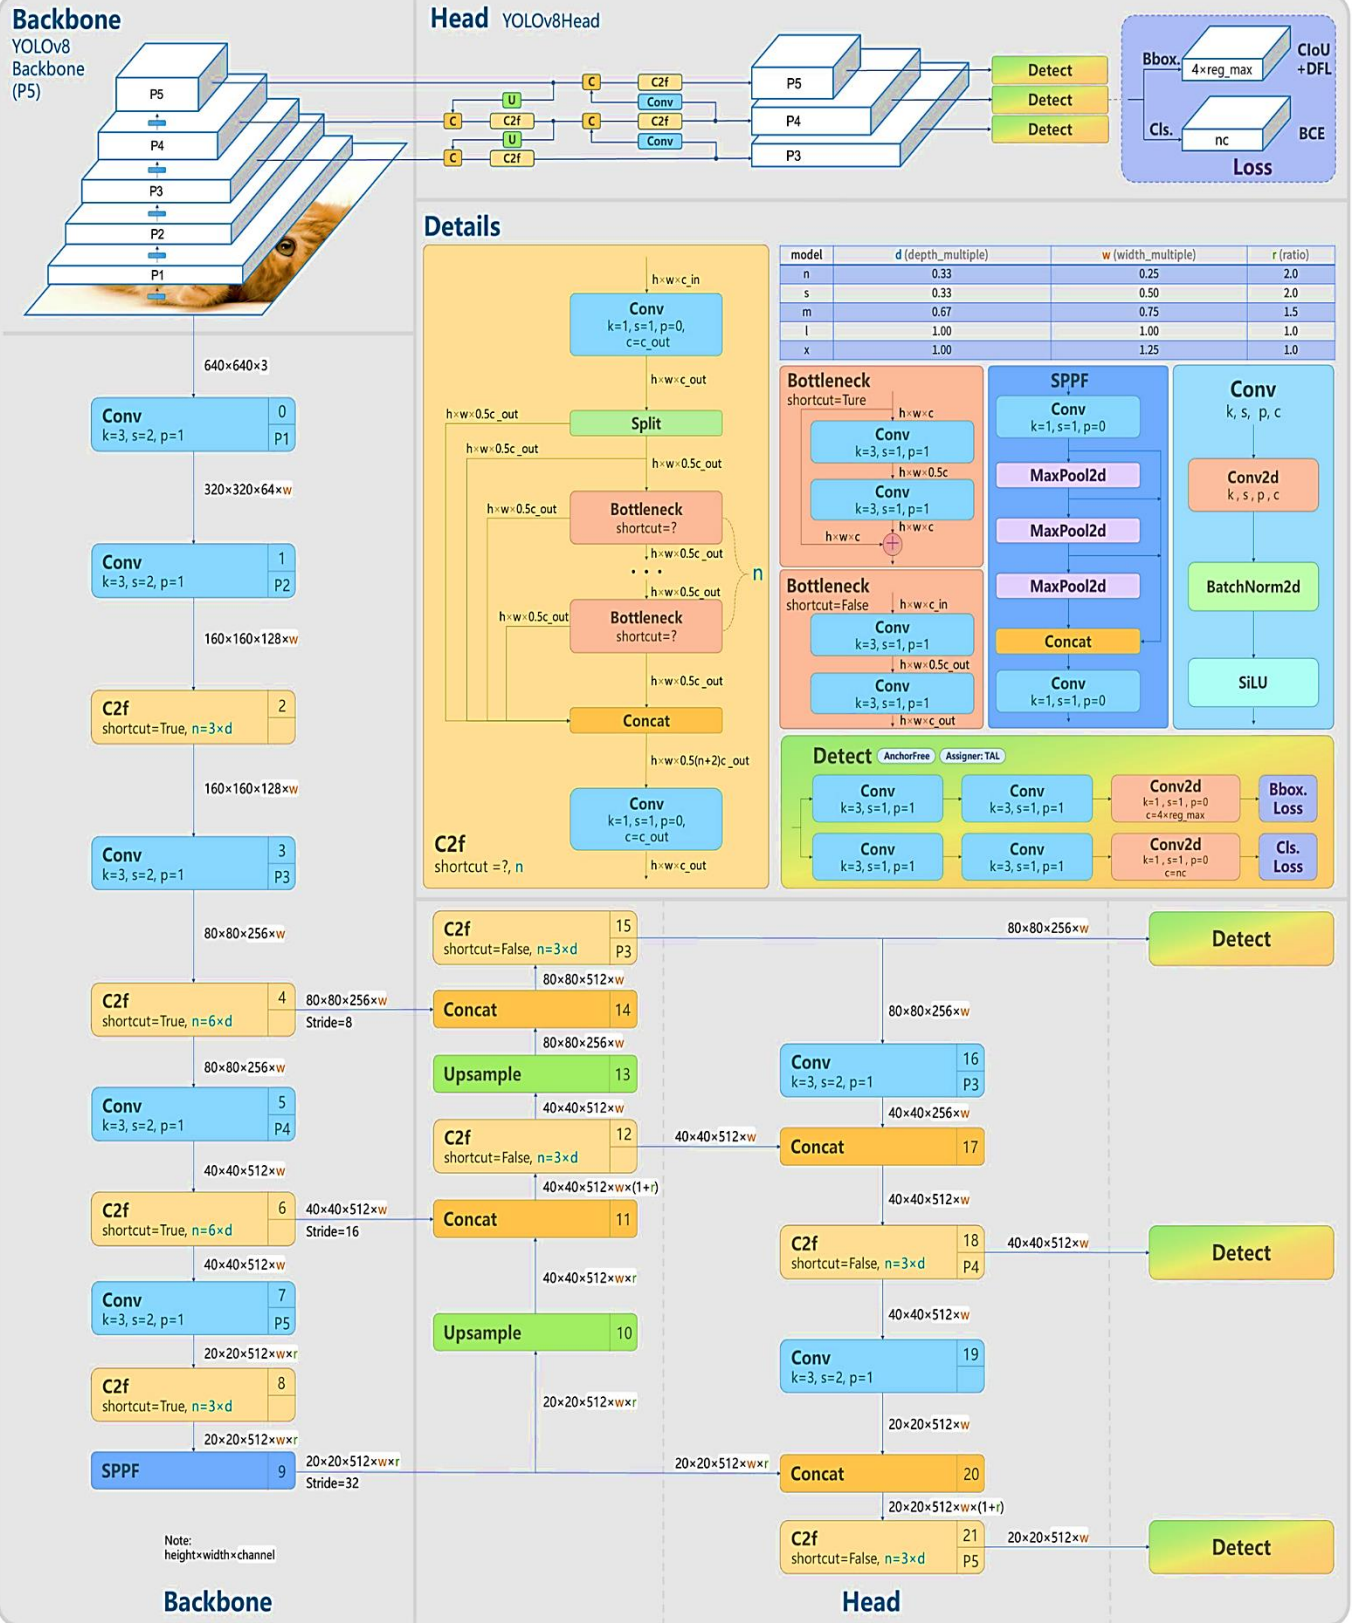 Backbone
YOLOv8
Backbone
(P5)
P5
P4
P3
P2
P1
Head YOLOv8Head
C
C2f
U
Conv
C
C2f
C
C2f
U
Conv
C
C2f
P5
P4
P3
Detect
Detect
Detect
Bbox.
4×reg_max
CIoU
+DFL
Cls.
nc
BCE
Loss
640×640×3
Conv
k=3, s=2, p=1
0
P1
320×320×64×w
Conv
k=3, s=2, p=1
1
P2
160×160×128×w
C2f
shortcut=True, n=3×d
2
160×160×128×w
Conv
k=3, s=2, p=1
3
P3
80×80×256×w
C2f
shortcut=True, n=6×d
4
80×80×256×w
Stride=8
80×80×256×w
Conv
k=3, s=2, p=1
5
P4
40×40×512×w
C2f
shortcut=True, n=6×d
6
40×40×512×w
Stride=16
40×40×512×w
Conv
k=3, s=2, p=1
7
P5
20×20×512×w×r
C2f
shortcut=True, n=3×d
8
20×20×512×w×r
SPPF
9
20×20×512×w×r
Stride=32
Note:
height×width×channel
Backbone
Details
h×w×c_in
Conv
k=1, s=1, p=0,
c=c_out
h×w×c_out
h×w×0.5c_out
Split
h×w×0.5c_out
h×w×0.5c_out
h×w×0.5c_out
Bottleneck
shortcut=?
h×w×0.5c_out
. . .
n
h×w×0.5c_out
h×w×0.5c_out
Bottleneck
shortcut=?
h×w×0.5c_out
Concat
h×w×0.5(n+2)c_out
Conv
k=1, s=1, p=0,
c=c_out
C2f
shortcut =?, n
h×w×c_out
model d (depth_multiple) w (width_multiple) r (ratio)
n 0.33 0.25 2.0
s 0.33 0.50 2.0
m 0.67 0.75 1.5
l 1.00 1.00 1.0
x 1.00 1.25 1.0
Bottleneck
shortcut=Ture
h×w×c
Conv
k=3, s=1, p=1
h×w×0.5c
Conv
k=3, s=1, p=1
h×w×c
h×w×c
+
Bottleneck
shortcut=False
h×w×c_in
Conv
k=3, s=1, p=1
h×w×0.5c_out
Conv
k=3, s=1, p=1
h×w×c_out
SPPF
Conv
k=1, s=1, p=0
MaxPool2d
MaxPool2d
MaxPool2d
Concat
Conv
k=1, s=1, p=0
Conv
k, s, p, c
Conv2d
k , s , p , c
BatchNorm2d
SiLU
Detect AnchorFree Assigner: TAL
Conv
k=3, s=1, p=1
Conv
k=3, s=1, p=1
Conv2d
k=1 , s=1, p=0
c=4×reg_max
Bbox.
Loss
Conv
k=3, s=1, p=1
Conv
k=3, s=1, p=1
Conv2d
k=1 , s=1, p=0
c=nc
Cls.
Loss
C2f
shortcut=False, n=3×d
15
P3
80×80×512×w
Concat
14
80×80×256×w
Upsample
13
40×40×512×w
C2f
shortcut=False, n=3×d
12
40×40×512×w
40×40×512×w×(1+r)
Concat
11
40×40×512×w×r
Upsample
10
20×20×512×w×r
20×20×512×w×r
80×80×256×w
Detect
80×80×256×w
Conv
k=3, s=2, p=1
16
P3
40×40×256×w
Concat
17
40×40×512×w
C2f
shortcut=False, n=3×d
18
P4
40×40×512×w
Detect
40×40×512×w
Conv
k=3, s=2, p=1
19
20×20×512×w
Concat
20
20×20×512×w×(1+r)
C2f
shortcut=False, n=3×d
21
P5
20×20×512×w
Detect
Head